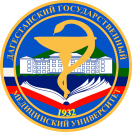 ДАГЕСТАНСКИЙ ГОСУДАРСТВЕННЫЙ
МЕДИЦИНСКИЙ УНИВЕРСИТЕТ
1932